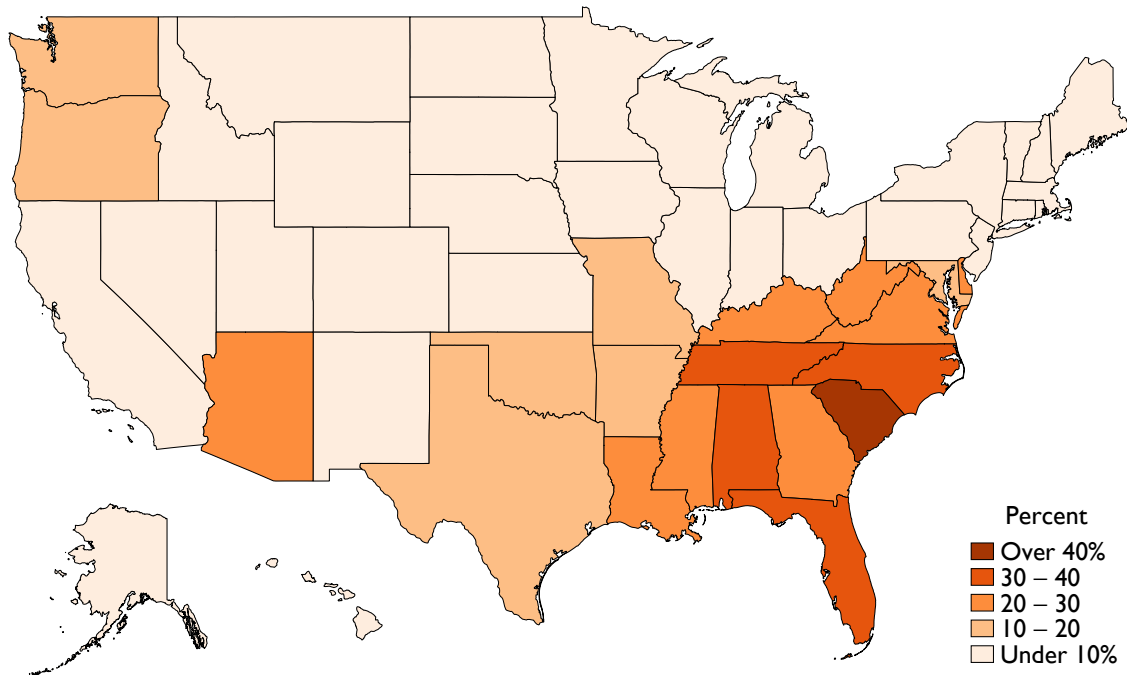 Percent
Over 40%
30 – 40
20 – 30
10 – 20
Under 10%